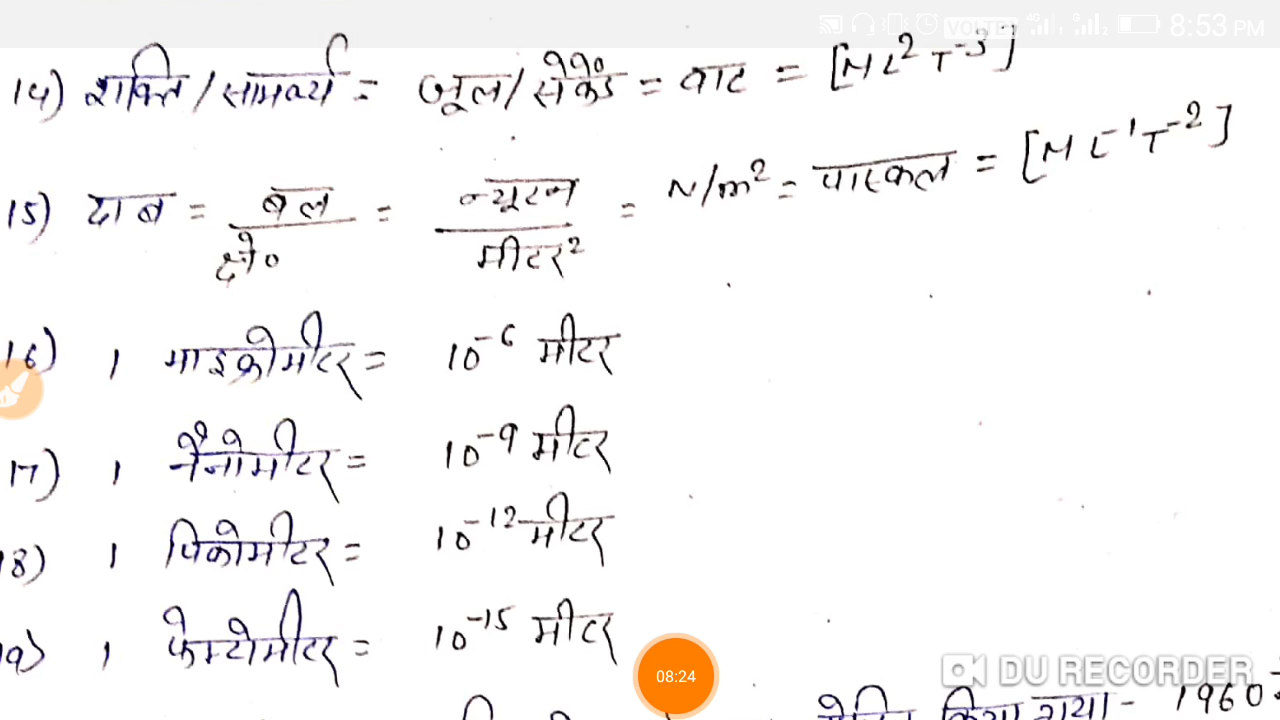 VOLTE 4G 8:53 PM
14) शक्ति/सामर्थ्य = जूल/सेकेंड = वाट = [ML²T⁻³]
15) दाब = बल/क्षे० = न्यूटन/मीटर² = N/m² = पास्कल = [ML⁻¹T⁻²]
16) 1 माइक्रोमीटर = 10⁻⁶ मीटर
17) 1 नैनोमीटर = 10⁻⁹ मीटर
18) 1 पिकोमीटर = 10⁻¹² मीटर
19) 1 फेम्टोमीटर = 10⁻¹⁵ मीटर
08:24
DU RECORDER
किया गया - 1960